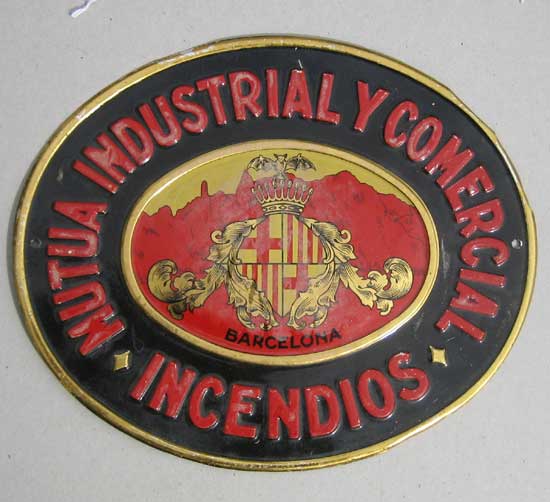 MUTUA INDUSTRIAL Y COMERCIAL
INCENDIOS
BARCELONA